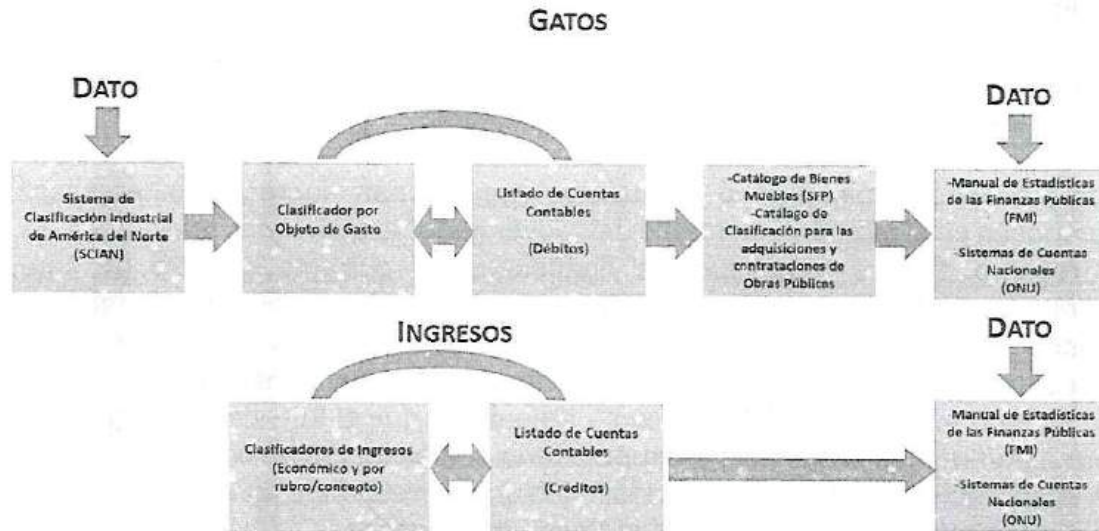 GATOS
DATO
DATO
Sistema de
Clasificación Industrial
de América del Norte
(SCIAN)
Clasificador por
Objeto de Gasto
Listado de Cuentas
Contables
(Débitos)
-Catálogo de Bienes
Muebles (SFP)
-Catálago de
Clasificación para las
adquisiciones y
contrataciones de
Obras Públicas
-Manual de Estadísticas
de las Finanzas Públicas
(FMI)
-Sistemas de Cuentas
Nacionales
(ONU)
INGRESOS
DATO
Clasificadores de Ingresos
(Económico y por
rubro/concepto)
Listado de Cuentas
Contables
(Créditos)
Manual de Estadísticas
de las Finanzas Públicas
(FMI)
-Sistemas de Cuentas
Nacionales
(ONU)